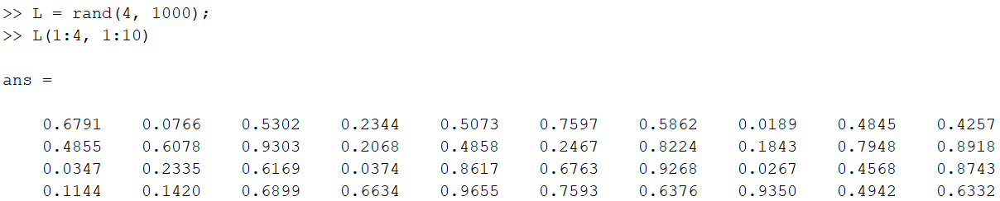 >> L = rand(4, 1000);
>> L(1:4, 1:10)
ans =
0.6791 0.0766 0.5302 0.2344 0.5073 0.7597 0.5862 0.0189 0.4845 0.4257
0.4855 0.6078 0.9303 0.2068 0.4858 0.2467 0.8224 0.1843 0.7948 0.8918
0.0347 0.2335 0.6169 0.0374 0.8617 0.6763 0.9268 0.0267 0.4568 0.8743
0.1144 0.1420 0.6899 0.6634 0.9655 0.7593 0.6376 0.9350 0.4942 0.6332